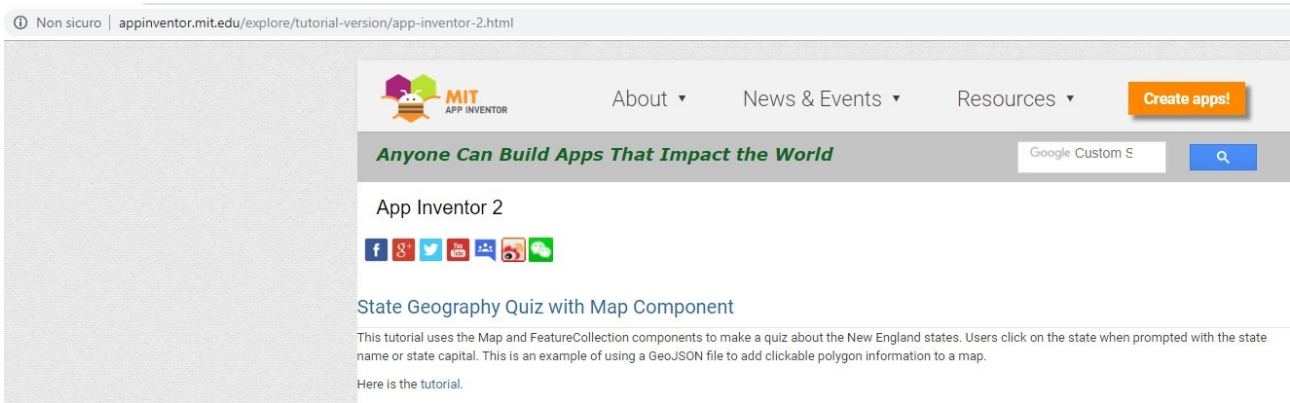 Non sicuro | appinventor.mit.edu/explore/tutorial-version/app-inventor-2.html
MIT
APP INVENTOR
About ▾ News & Events ▾ Resources ▾ Create apps!
Anyone Can Build Apps That Impact the World
Google Custom S
App Inventor 2
State Geography Quiz with Map Component
This tutorial uses the Map and FeatureCollection components to make a quiz about the New England states. Users click on the state when prompted with the state
name or state capital. This is an example of using a GeoJSON file to add clickable polygon information to a map.
Here is the tutorial.